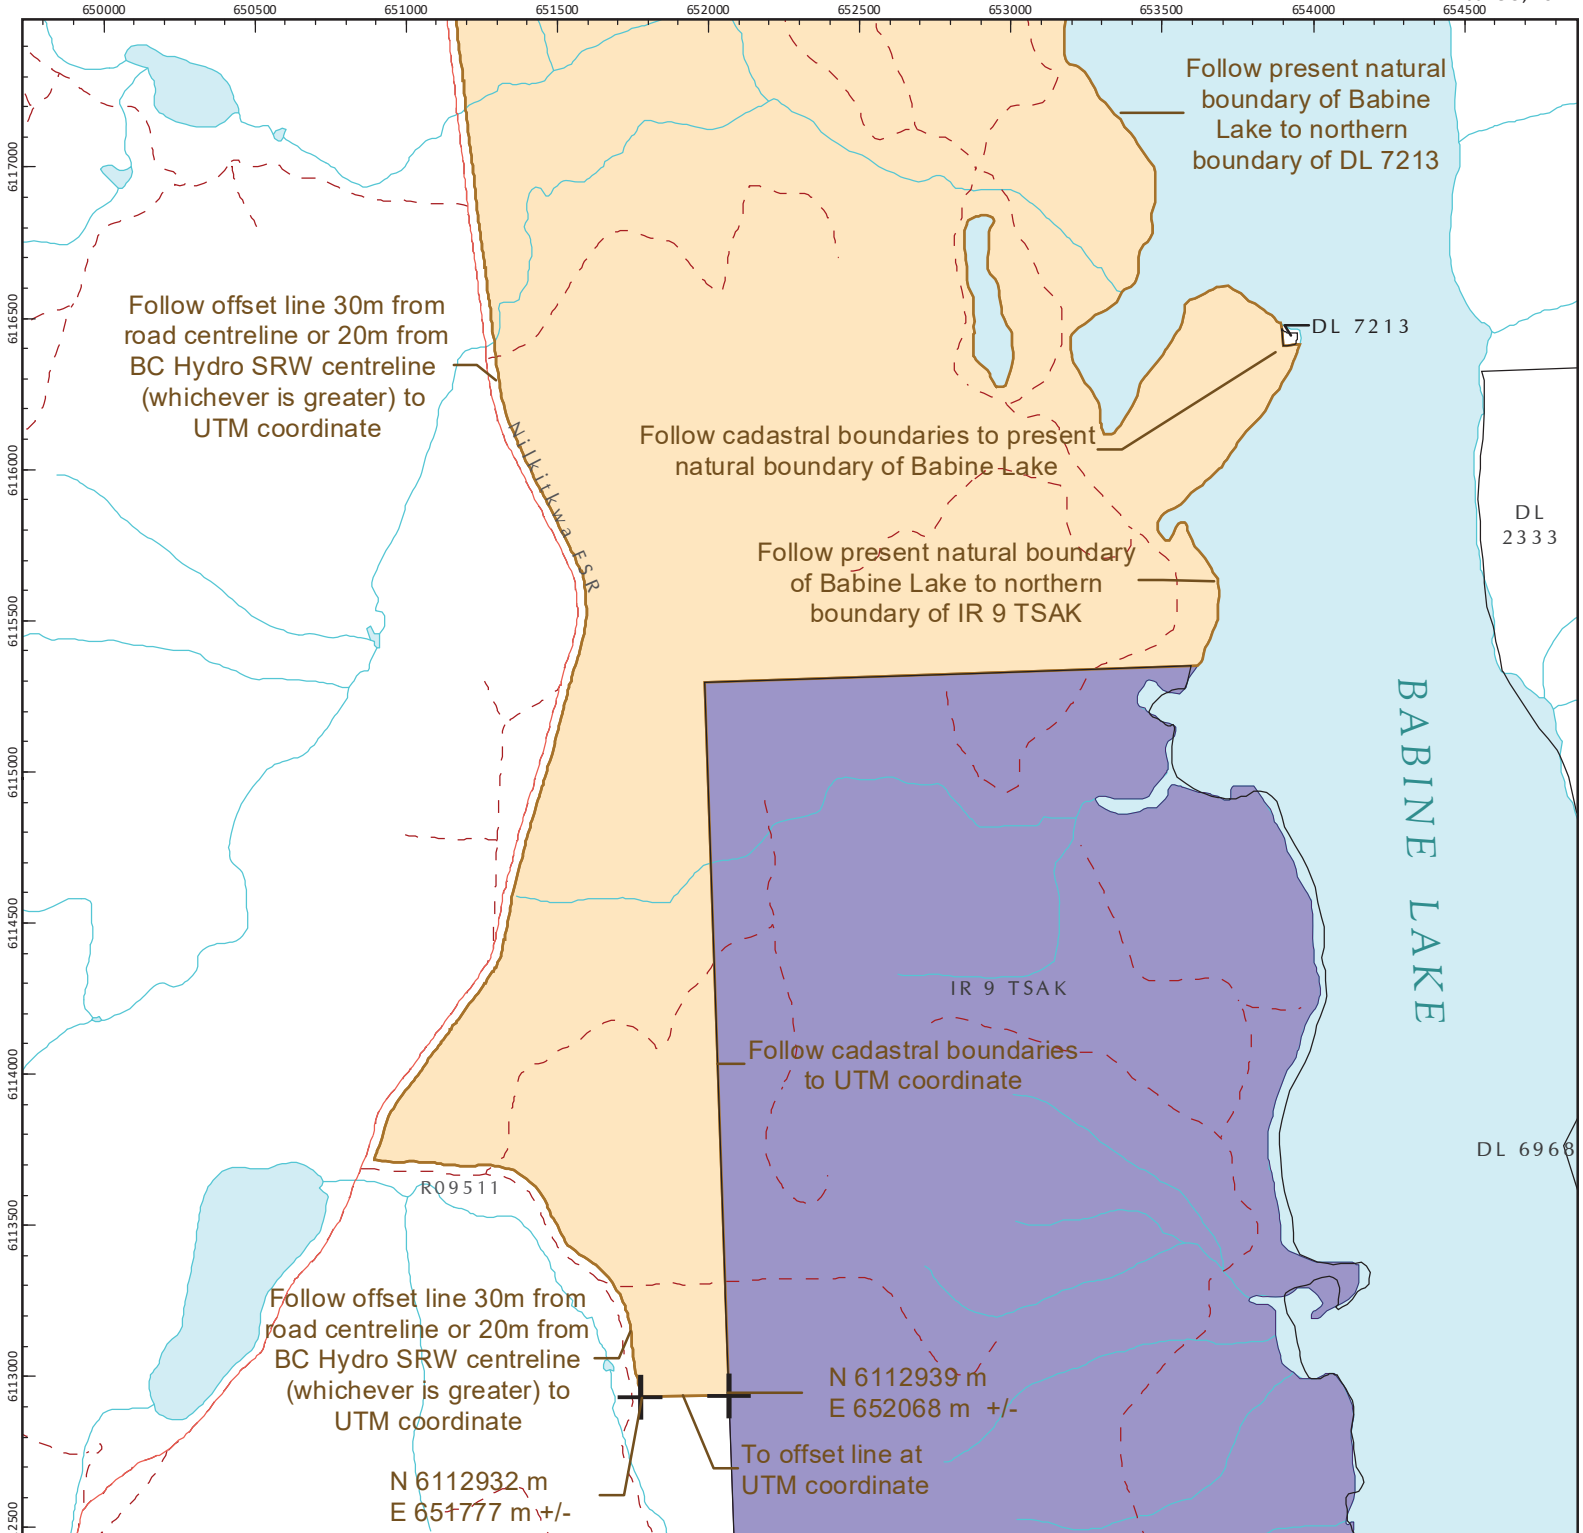 650000
650500
651000
651500
652000
652500
653000
653500
654000
654500
6117000
6116500
6116000
6115500
6115000
6114500
6114000
6113500
6113000
2500
Follow present natural
boundary of Babine
Lake to northern
boundary of DL 7213
Follow offset line 30m from
road centreline or 20m from
BC Hydro SRW centreline
(whichever is greater) to
UTM coordinate
DL 7213
Nilkitkwa FSR
Follow cadastral boundaries to present
natural boundary of Babine Lake
DL
2333
Follow present natural boundary
of Babine Lake to northern
boundary of IR 9 TSAK
BABINE LAKE
IR 9 TSAK
Follow cadastral boundaries
to UTM coordinate
DL 6968
R09511
Follow offset line 30m from
road centreline or 20m from
BC Hydro SRW centreline
(whichever is greater) to
UTM coordinate
N 6112939 m
E 652068 m +/-
To offset line at
UTM coordinate
N 6112932 m
E 651777 m +/-